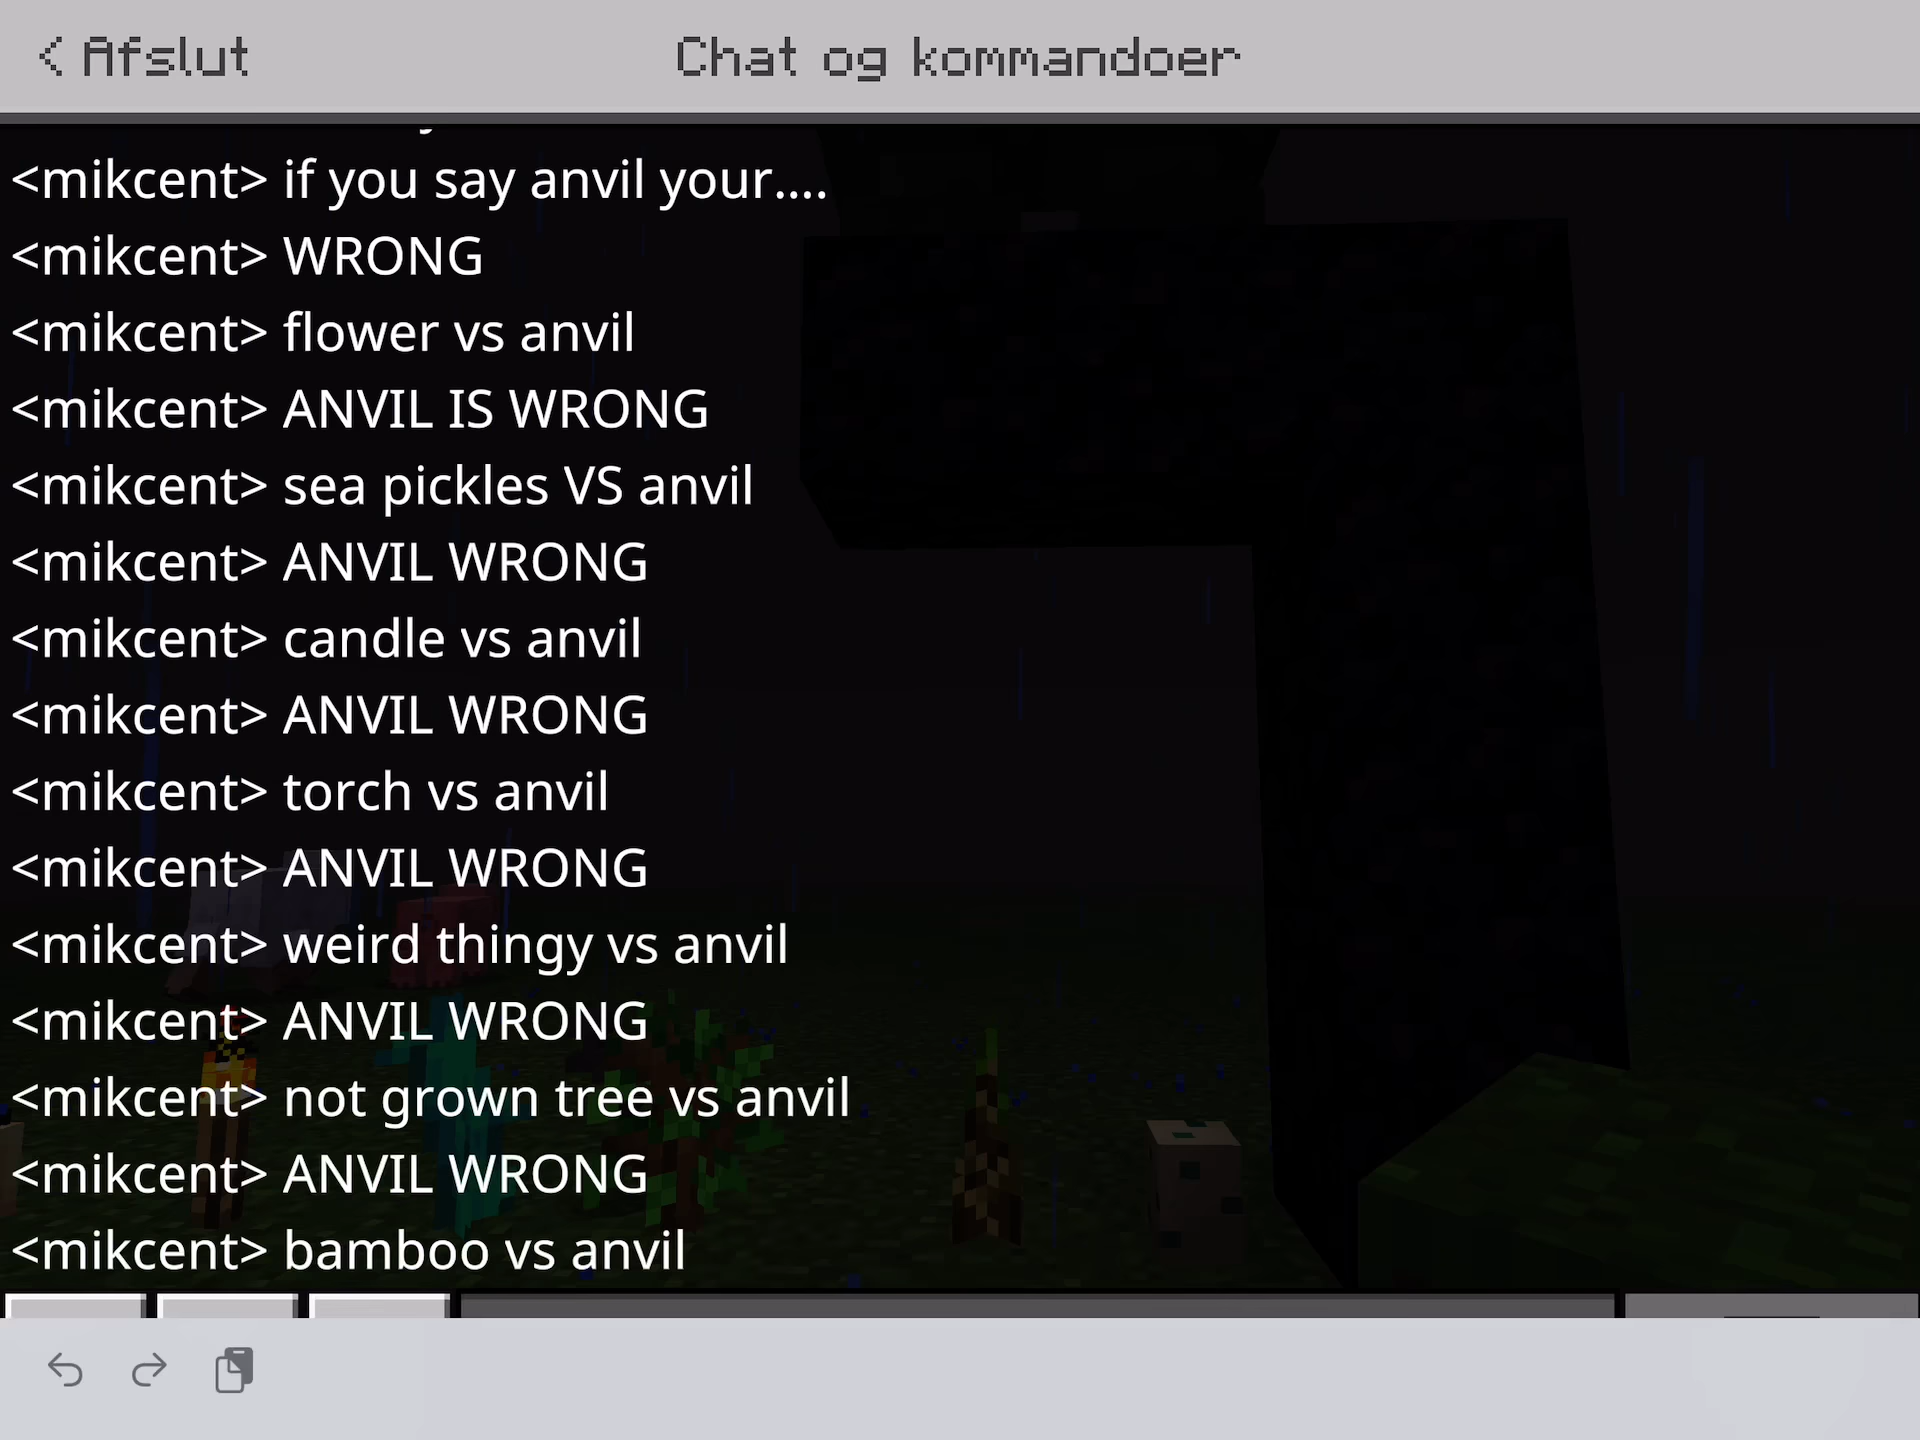 Afslut
Chat og kommandoer
<mikcent> if you say anvil your....
<mikcent> WRONG
<mikcent> flower vs anvil
<mikcent> ANVIL IS WRONG
<mikcent> sea pickles VS anvil
<mikcent> ANVIL WRONG
<mikcent> candle vs anvil
<mikcent> ANVIL WRONG
<mikcent> torch vs anvil
<mikcent> ANVIL WRONG
<mikcent> weird thingy vs anvil
<mikcent> ANVIL WRONG
<mikcent> not grown tree vs anvil
<mikcent> ANVIL WRONG
<mikcent> bamboo vs anvil